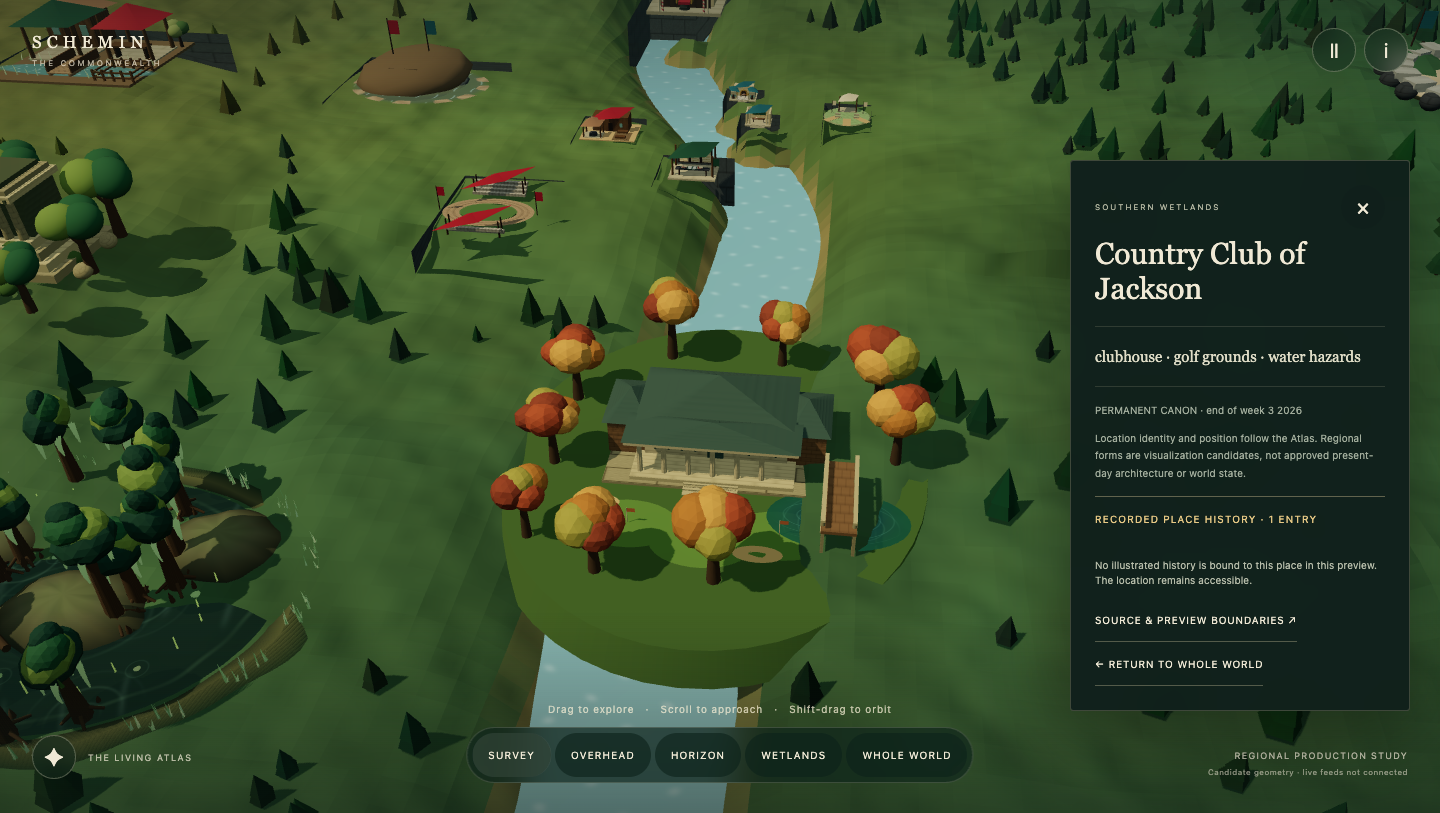 SCHEMIN
THE COMMONWEALTH
SOUTHERN WETLANDS
Country Club of
Jackson
clubhouse · golf grounds · water hazards
PERMANENT CANON · end of week 3 2026
Location identity and position follow the Atlas. Regional
forms are visualization candidates, not approved present-
day architecture or world state.
RECORDED PLACE HISTORY · 1 ENTRY
No illustrated history is bound to this place in this preview.
The location remains accessible.
SOURCE & PREVIEW BOUNDARIES ↗
← RETURN TO WHOLE WORLD
Drag to explore · Scroll to approach · Shift-drag to orbit
THE LIVING ATLAS
SURVEY OVERHEAD HORIZON WETLANDS WHOLE WORLD
REGIONAL PRODUCTION STUDY
Candidate geometry · live feeds not connected